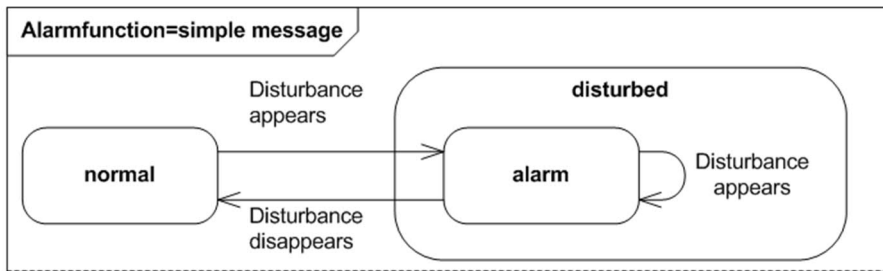 Alarmfunction=simple message
Disturbance
appears
disturbed
normal
alarm
Disturbance
appears
Disturbance
disappears